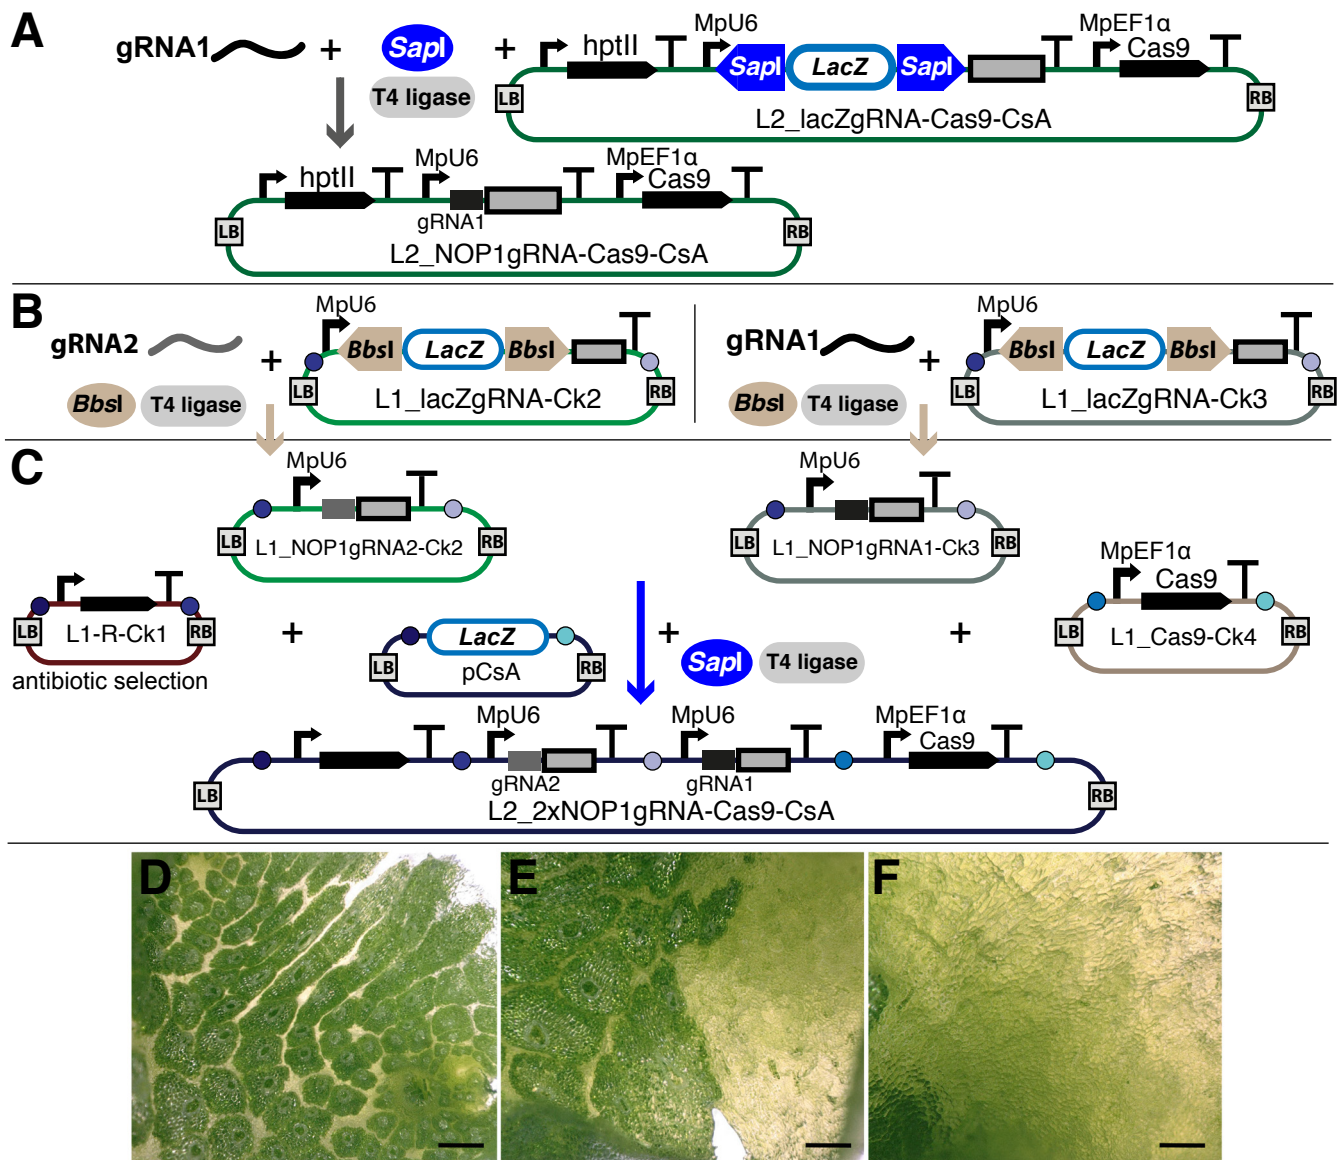 A
gRNA1
+
SapI
T4 ligase
+
hptII
MpU6
SapI
LacZ
SapI
MpEF1α
Cas9
LB
RB
L2_lacZgRNA-Cas9-CsA
hptII
MpU6
MpEF1α
Cas9
gRNA1
LB
RB
L2_NOP1gRNA-Cas9-CsA
B
gRNA2
+
BbsI
T4 ligase
MpU6
BbsI
LacZ
BbsI
LB
RB
L1_lacZgRNA-Ck2
gRNA1
+
BbsI
T4 ligase
MpU6
BbsI
LacZ
BbsI
LB
RB
L1_lacZgRNA-Ck3
C
MpU6
LB
RB
L1_NOP1gRNA2-Ck2
MpU6
LB
RB
L1_NOP1gRNA1-Ck3
LB
RB
L1-R-Ck1
antibiotic selection
+
LacZ
LB
RB
pCsA
+
SapI
T4 ligase
+
MpEF1α
Cas9
LB
RB
L1_Cas9-Ck4
MpU6
MpU6
MpEF1α
Cas9
gRNA2
gRNA1
LB
RB
L2_2xNOP1gRNA-Cas9-CsA
D
E
F